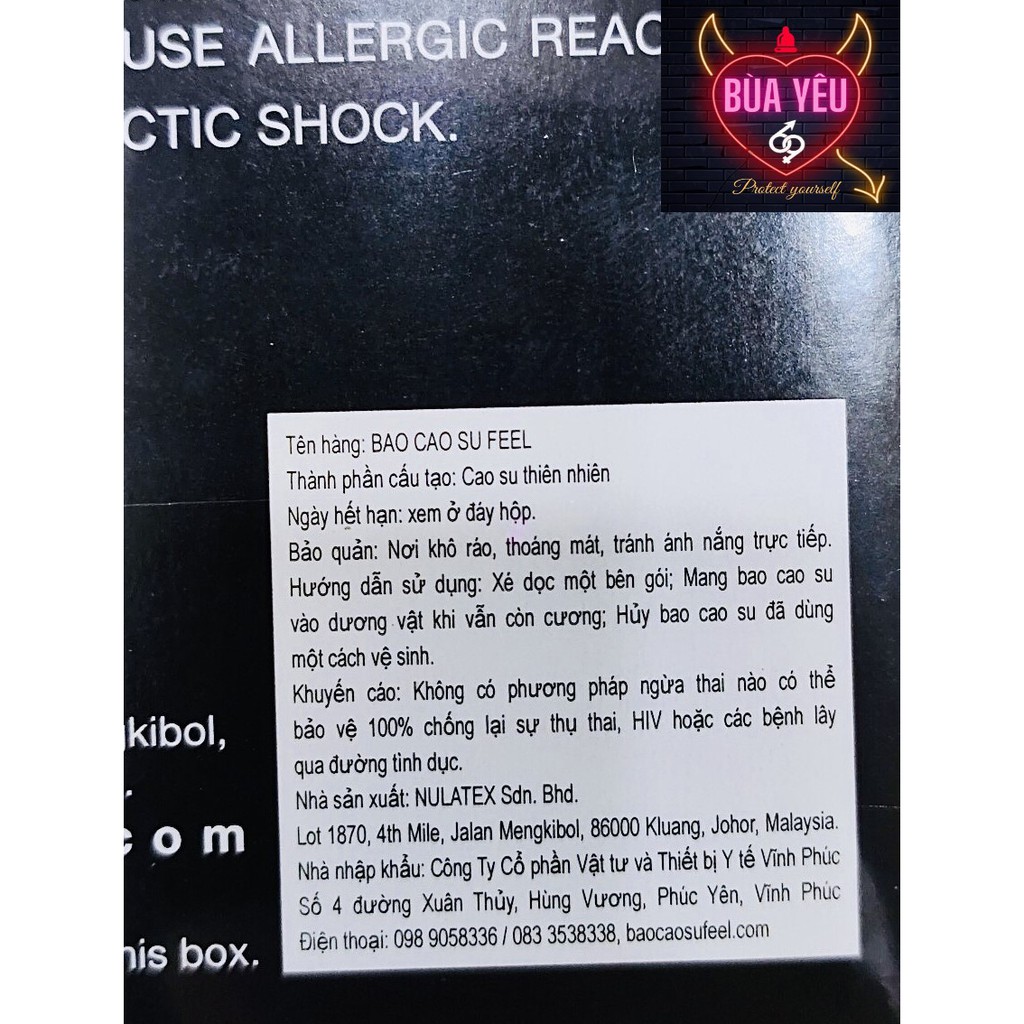 USE ALLERGIC REAC
CTIC SHOCK.
BÙA YÊU
Protect yourself
Tên hàng: BAO CAO SU FEEL
Thành phần cấu tạo: Cao su thiên nhiên
Ngày hết hạn: xem ở đáy hộp.
Bảo quản: Nơi khô ráo, thoáng mát, tránh ánh nắng trực tiếp.
Hướng dẫn sử dụng: Xé dọc một bên gói; Mang bao cao su
vào dương vật khi vẫn còn cương; Hủy bao cao su đã dùng
một cách vệ sinh.
Khuyến cáo: Không có phương pháp ngừa thai nào có thể
bảo vệ 100% chống lại sự thụ thai, HIV hoặc các bệnh lây
qua đường tình dục.
Nhà sản xuất: NULATEX Sdn. Bhd.
Lot 1870, 4th Mile, Jalan Mengkibol, 86000 Kluang, Johor, Malaysia.
Nhà nhập khẩu: Công Ty Cổ phần Vật tư và Thiết bị Y tế Vĩnh Phúc
Số 4 đường Xuân Thủy, Hùng Vương, Phúc Yên, Vĩnh Phúc
Điện thoại: 098 9058336 / 083 3538338, baocaosufeel.com
kibol,
com
his box.